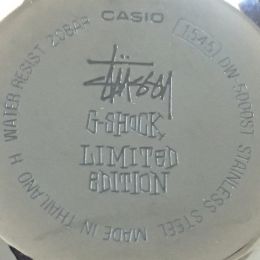 CASIO
1545 DW-5000ST STAINLESS STEEL MADE IN THAILAND H WATER RESIST 20BAR
Stüssy
G-SHOCK
LIMITED
EDITION